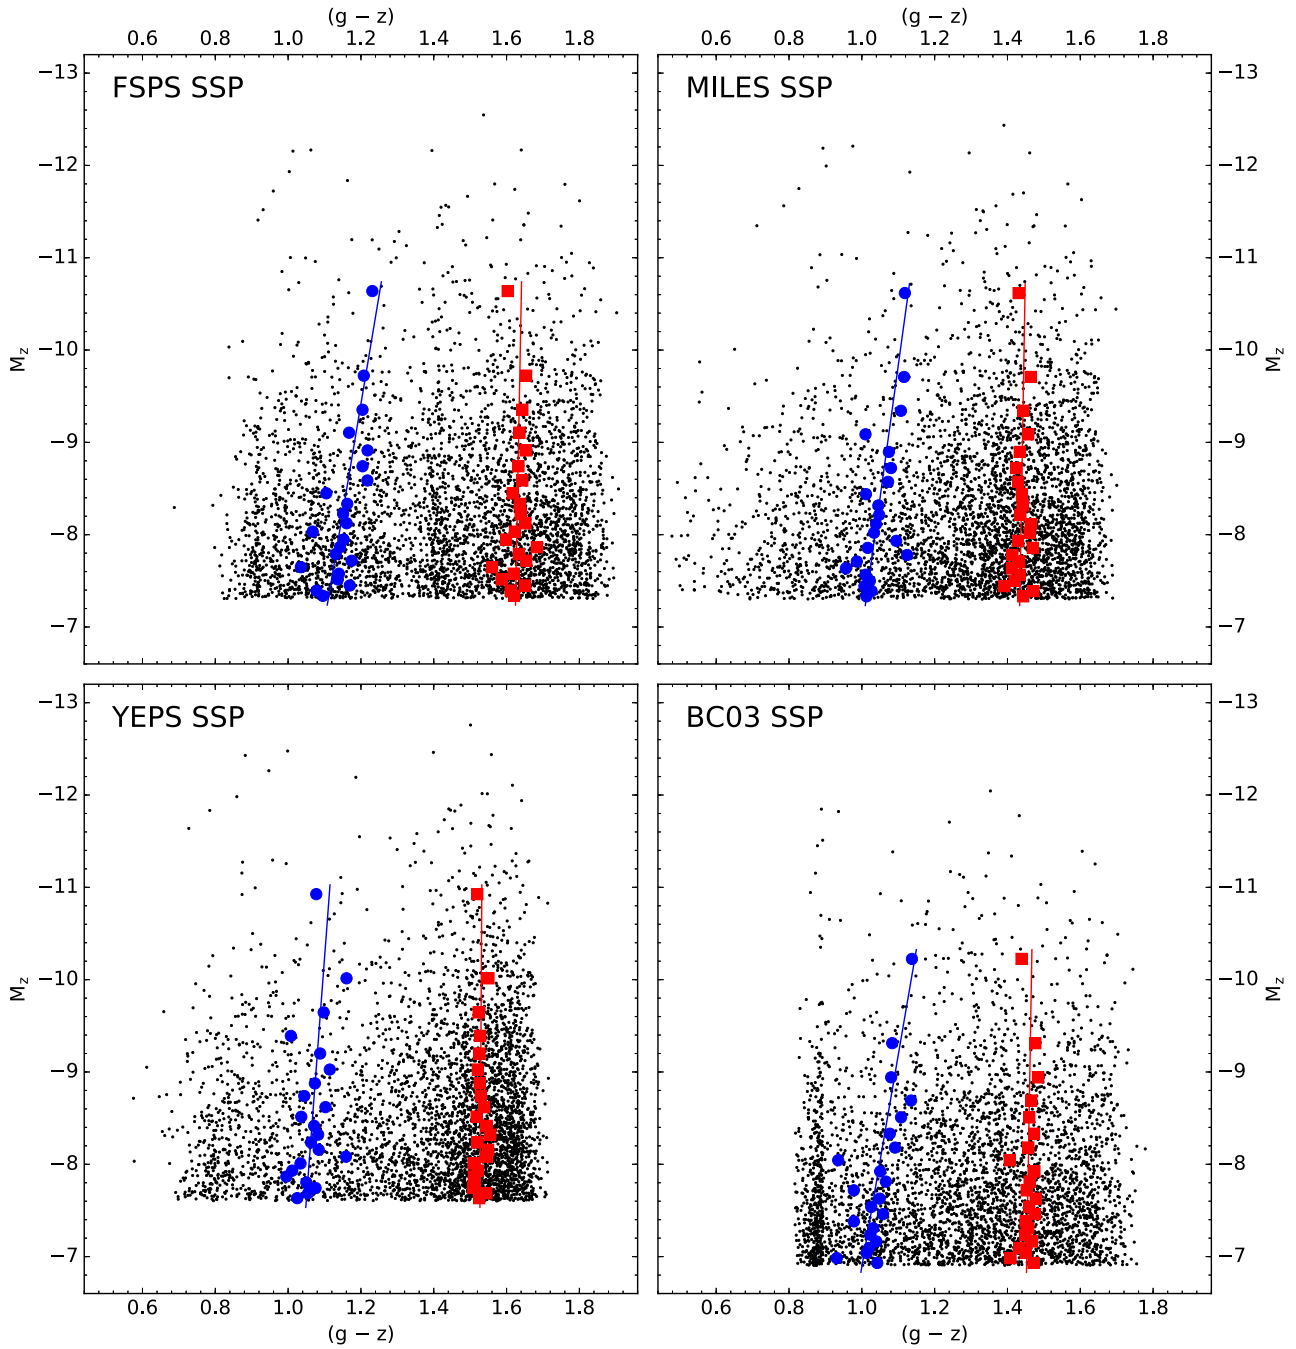 (g − z) (g − z)
0.6 0.8 1.0 1.2 1.4 1.6 1.8 0.6 0.8 1.0 1.2 1.4 1.6 1.8
FSPS SSP
MILES SSP
−13 −13
−12 −12
−11 −11
−10 −10
−9 −9
−8 −8
−7 −7
M_z M_z
YEPS SSP
BC03 SSP
−13 −13
−12 −12
−11 −11
−10 −10
−9 −9
−8 −8
−7 −7
M_z M_z
0.6 0.8 1.0 1.2 1.4 1.6 1.8 0.6 0.8 1.0 1.2 1.4 1.6 1.8
(g − z) (g − z)